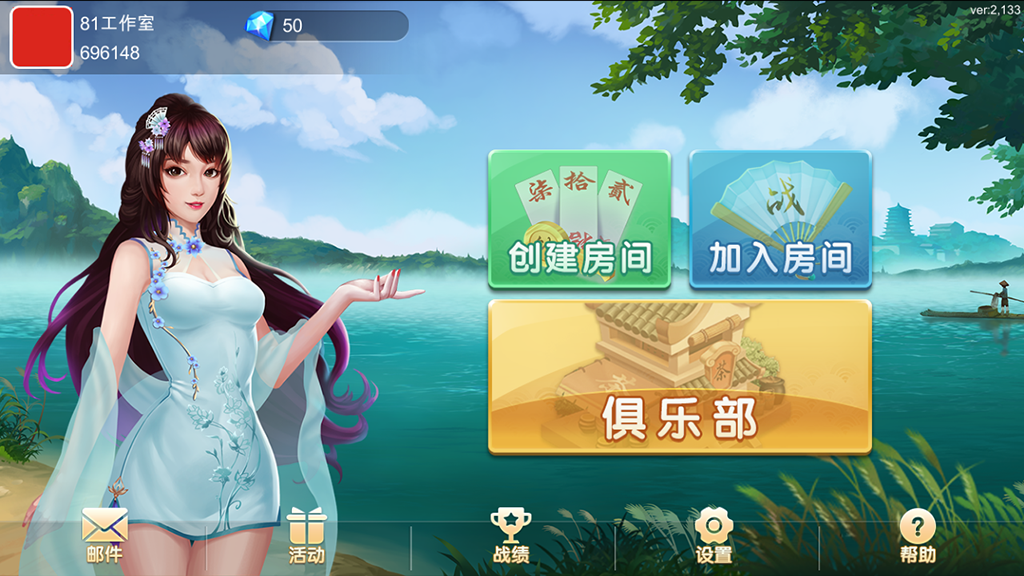 81工作室
50
ver:2,133
696148
柒
拾
贰
创建房间
战
加入房间
茶
俱乐部
邮件
活动
战绩
设置
帮助